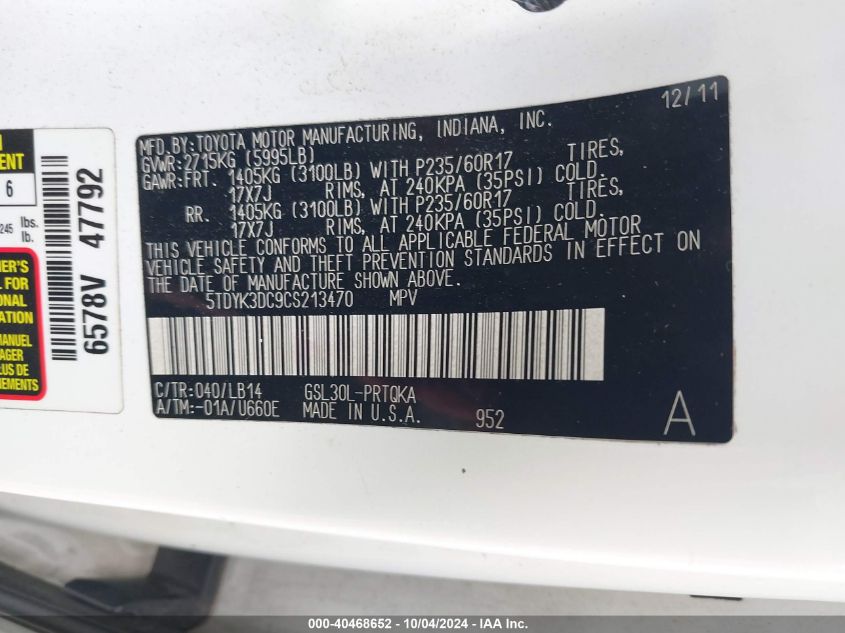 12/11
MFD.BY:TOYOTA MOTOR MANUFACTURING, INDIANA, INC.
GVWR:2715KG (5995LB)
GAWR:FRT. 1405KG (3100LB) WITH P235/60R17 TIRES,
17X7J RIMS, AT 240KPA (35PSI) COLD.
RR. 1405KG (3100LB) WITH P235/60R17 TIRES,
17X7J RIMS, AT 240KPA (35PSI) COLD.
THIS VEHICLE CONFORMS TO ALL APPLICABLE FEDERAL MOTOR
VEHICLE SAFETY AND THEFT PREVENTION STANDARDS IN EFFECT ON
THE DATE OF MANUFACTURE SHOWN ABOVE.
5TDYK3DC9CS213470 MPV
C/TR:040/LB14 GSL30L-PRTQKA
A/TM:-01A/U660E MADE IN U.S.A. 952 A
6578V 47792
6
245 lbs.
lb.
000-40468652 - 10/04/2024 - IAA Inc.